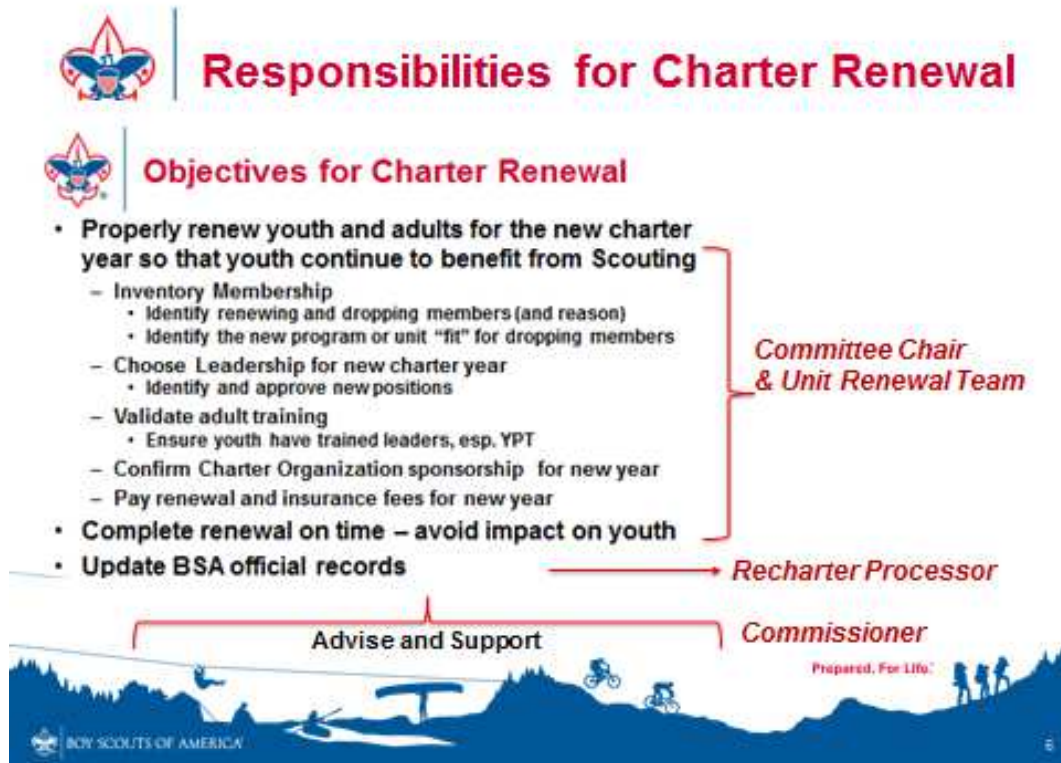 Responsibilities for Charter Renewal
Objectives for Charter Renewal
• Properly renew youth and adults for the new charter
year so that youth continue to benefit from Scouting
– Inventory Membership
• Identify renewing and dropping members (and reason)
• Identify the new program or unit “fit” for dropping members
– Choose Leadership for new charter year
• Identify and approve new positions
– Validate adult training
• Ensure youth have trained leaders, esp. YPT
– Confirm Charter Organization sponsorship for new year
– Pay renewal and insurance fees for new year
• Complete renewal on time – avoid impact on youth
• Update BSA official records
Committee Chair
& Unit Renewal Team
Recharter Processor
Advise and Support
Commissioner
Prepared. For Life.
BOY SCOUTS OF AMERICA